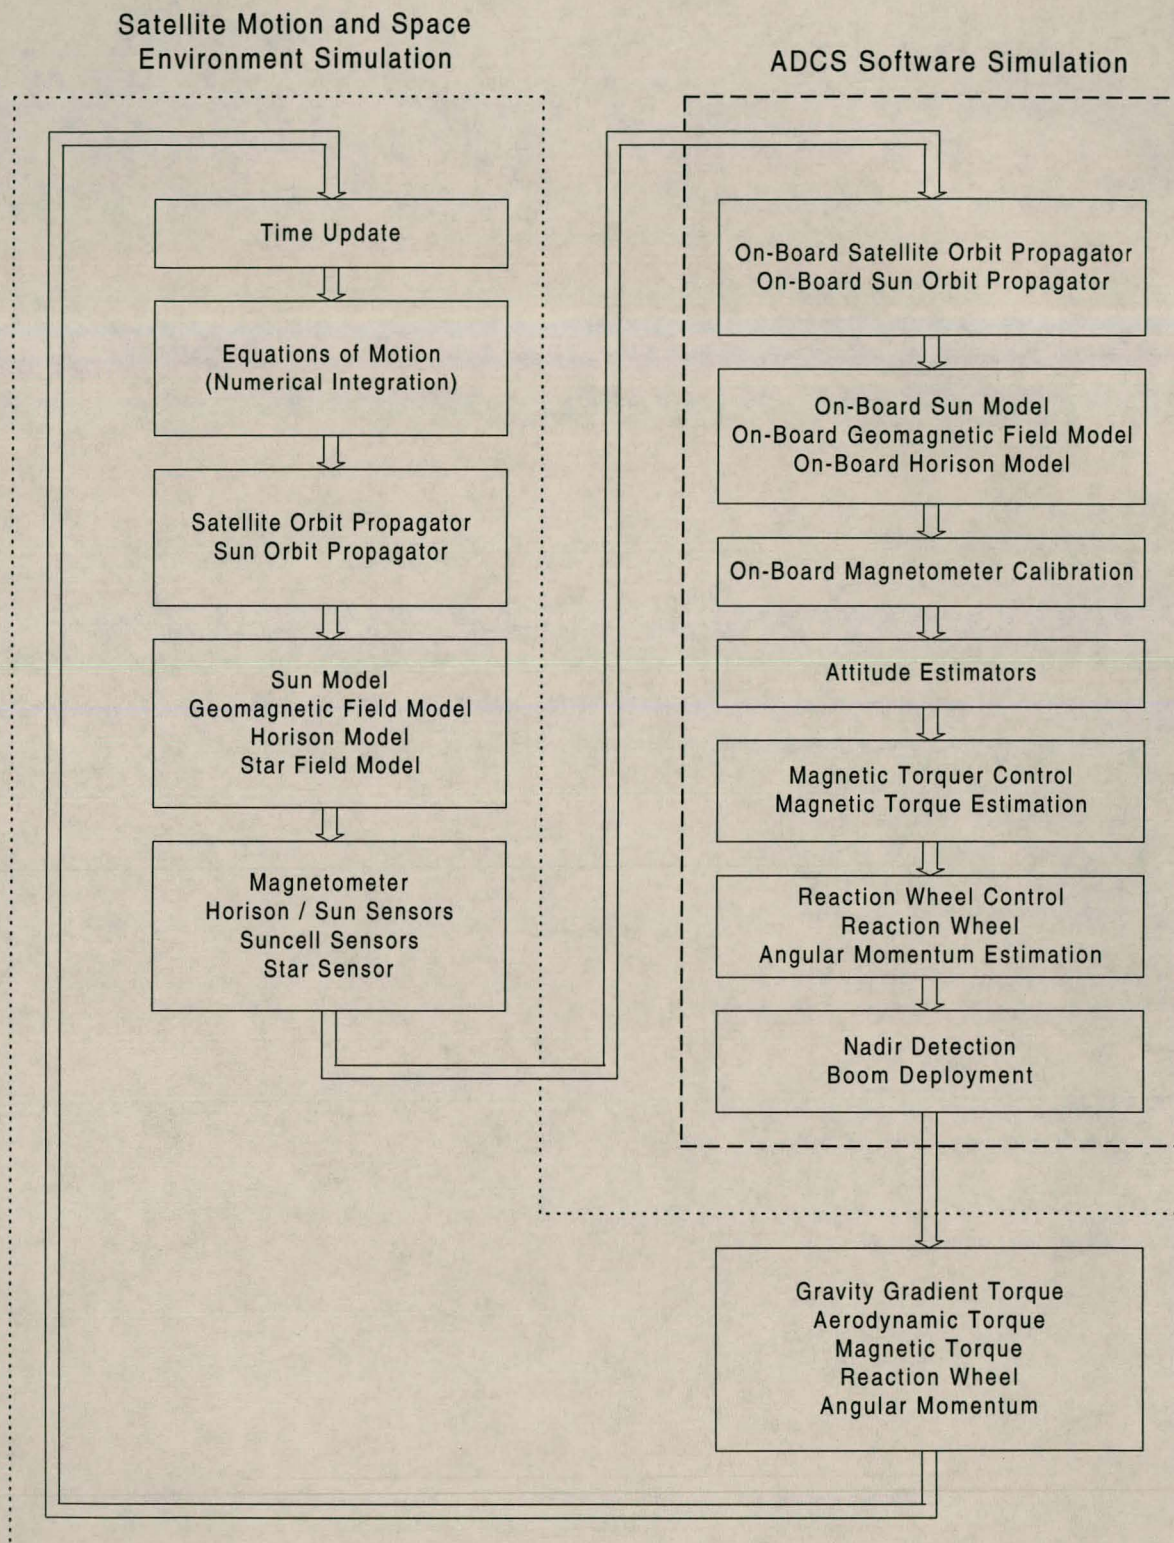 Satellite Motion and Space
Environment Simulation
Time Update
Equations of Motion
(Numerical Integration)
Satellite Orbit Propagator
Sun Orbit Propagator
Sun Model
Geomagnetic Field Model
Horison Model
Star Field Model
Magnetometer
Horison / Sun Sensors
Suncell Sensors
Star Sensor
ADCS Software Simulation
On-Board Satellite Orbit Propagator
On-Board Sun Orbit Propagator
On-Board Sun Model
On-Board Geomagnetic Field Model
On-Board Horison Model
On-Board Magnetometer Calibration
Attitude Estimators
Magnetic Torquer Control
Magnetic Torque Estimation
Reaction Wheel Control
Reaction Wheel
Angular Momentum Estimation
Nadir Detection
Boom Deployment
Gravity Gradient Torque
Aerodynamic Torque
Magnetic Torque
Reaction Wheel
Angular Momentum